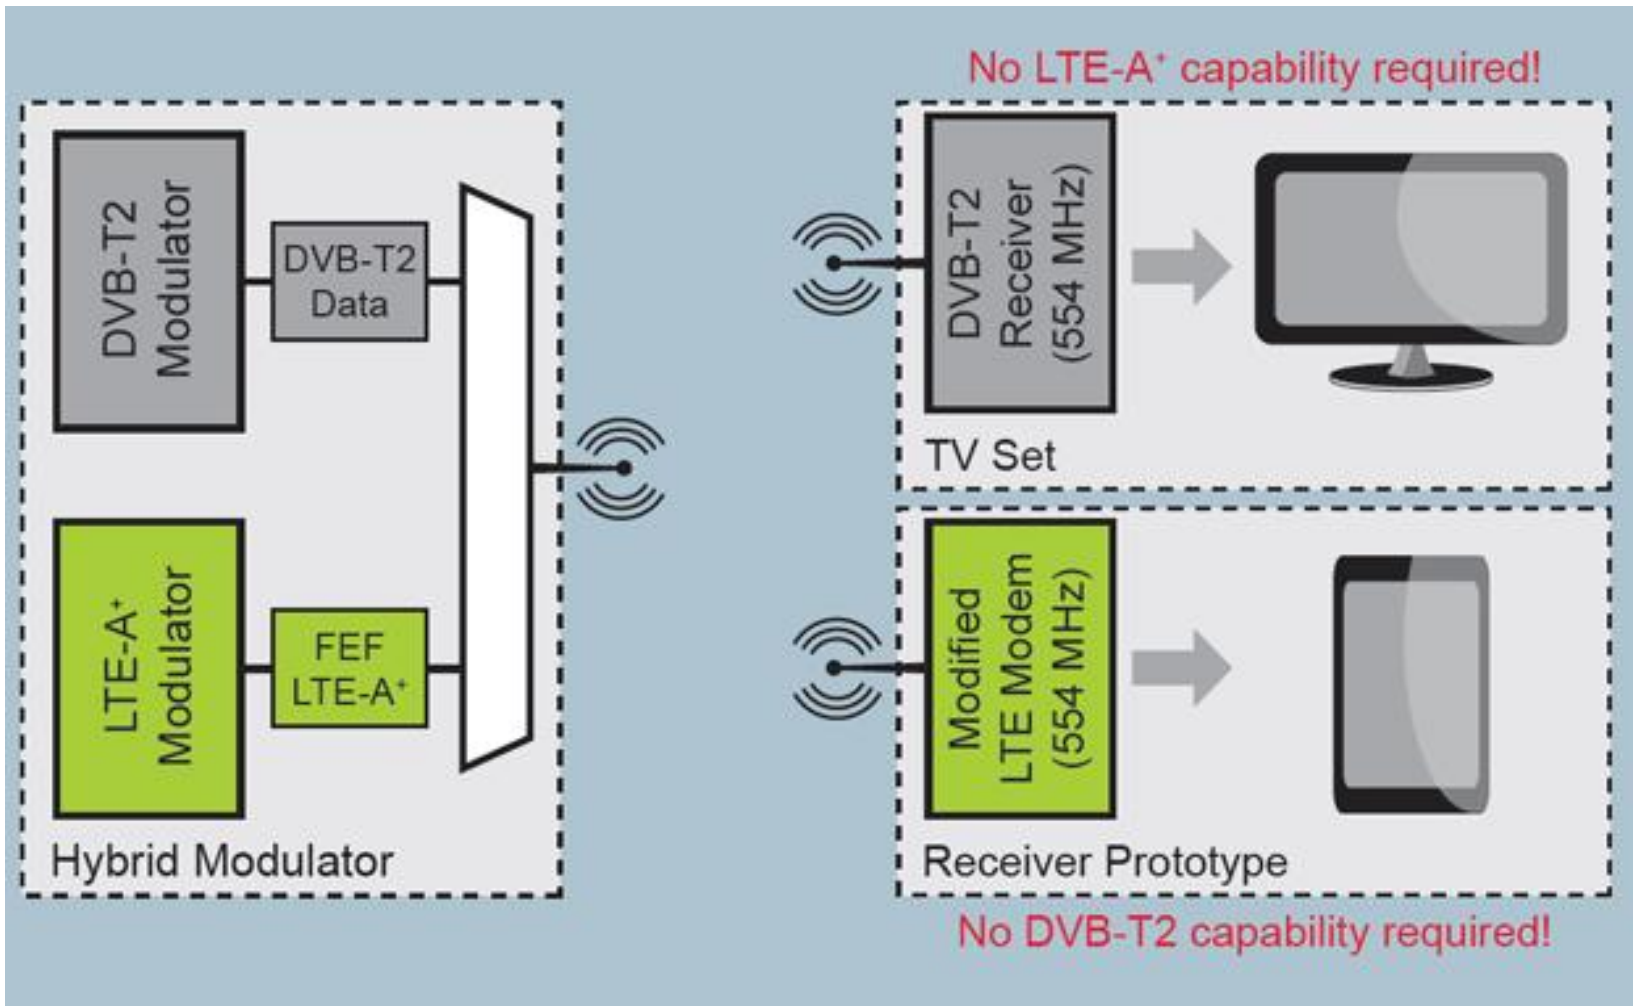 No LTE-A⁺ capability required!
DVB-T2
Modulator
DVB-T2
Data
LTE-A⁺
Modulator
FEF
LTE-A⁺
Hybrid Modulator
DVB-T2
Receiver
(554 MHz)
TV Set
Modified
LTE Modem
(554 MHz)
Receiver Prototype
No DVB-T2 capability required!